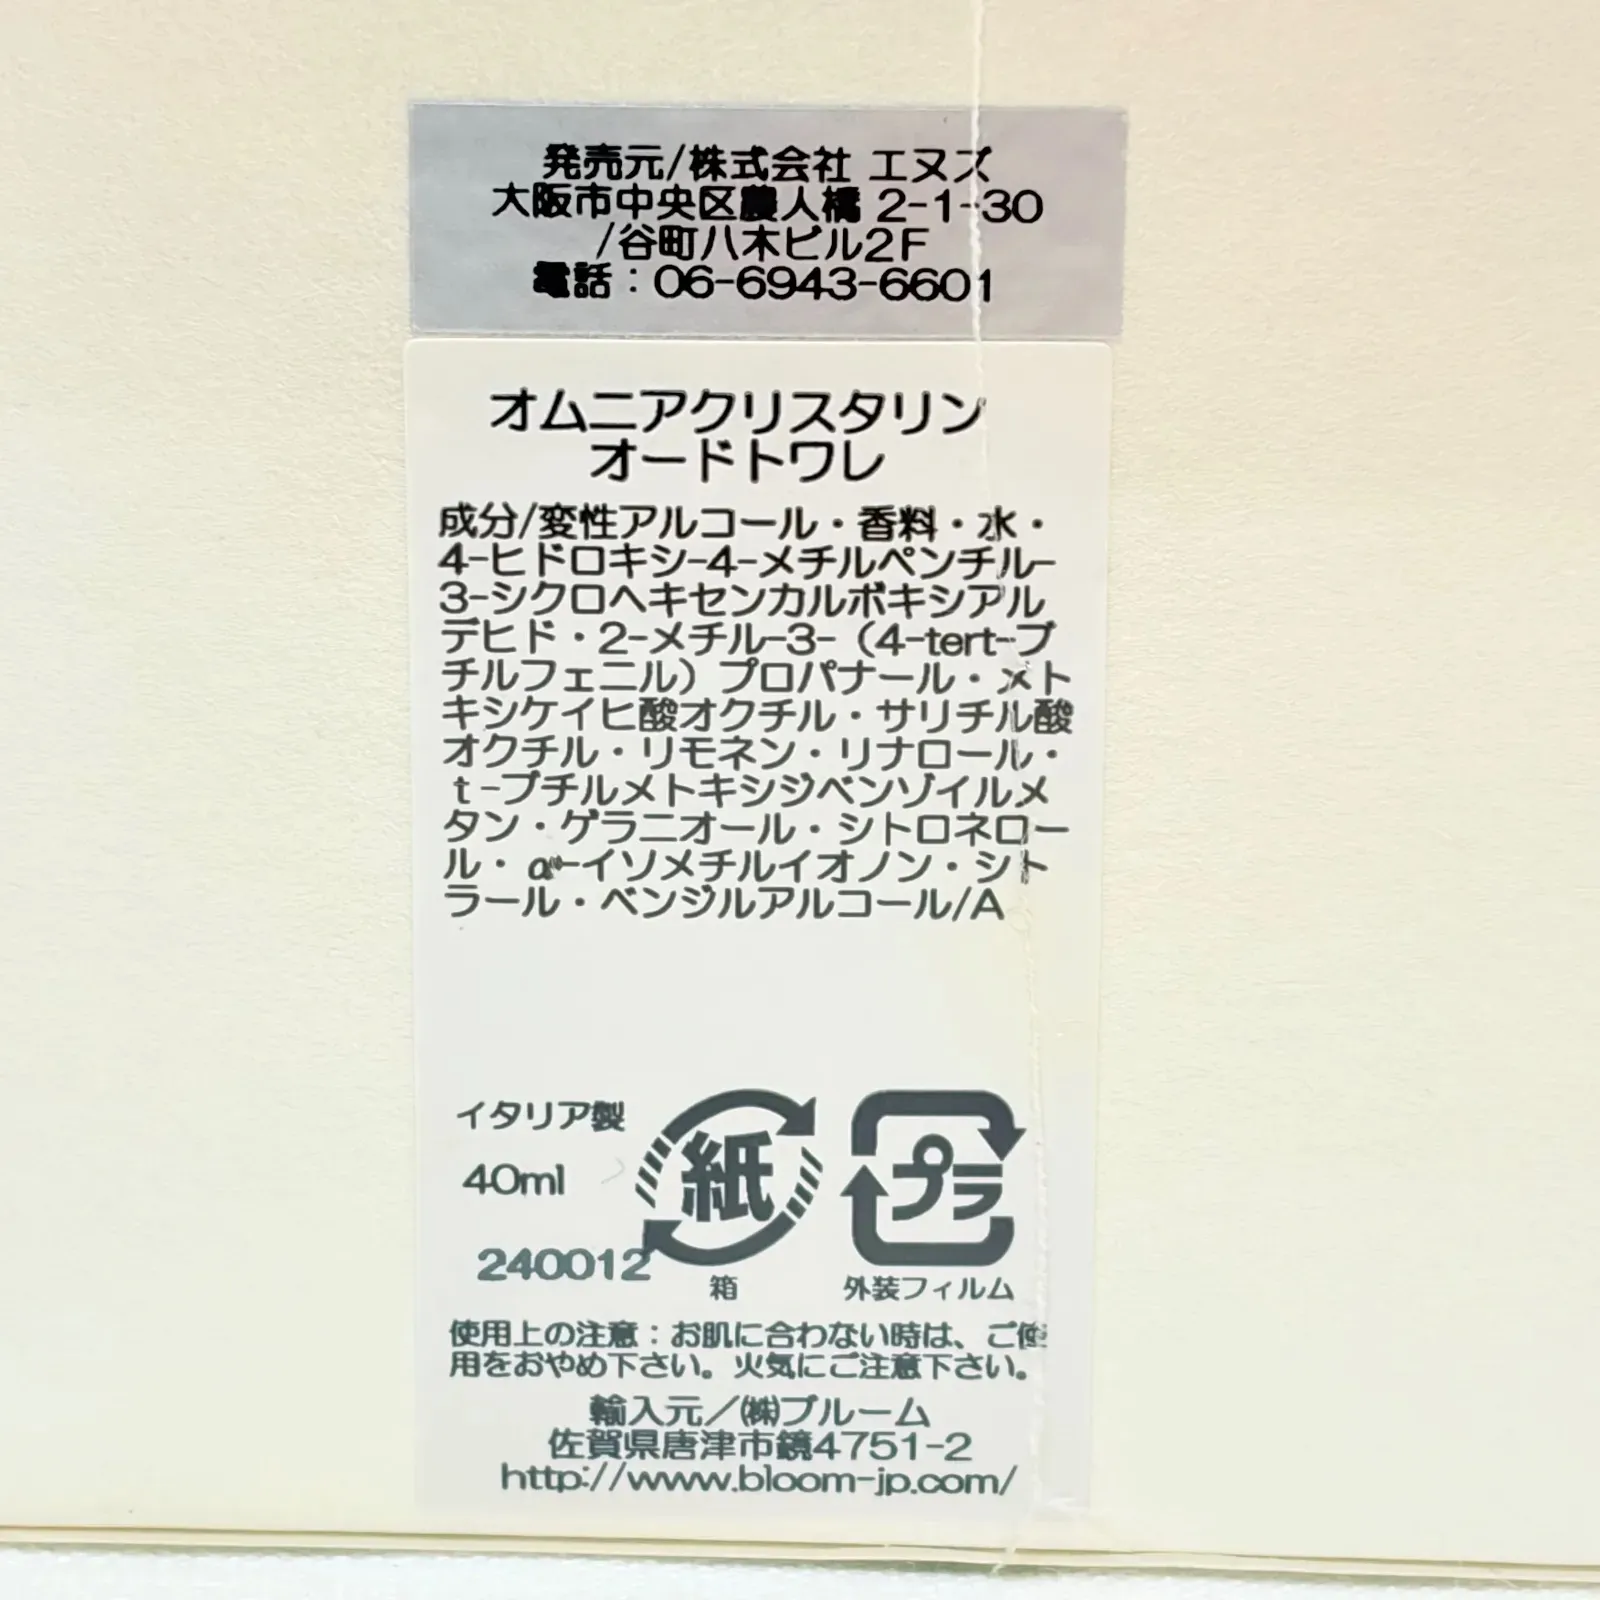 発売元/株式会社 エヌズ
大阪市中央区農人橋 2-1-30
/谷町八木ビル2F
電話：06-6943-6601
オムニアクリスタリン
オードトワレ
成分/変性アルコール・香料・水・
4-ヒドロキシ-4-メチルペンチル-
3-シクロヘキセンカルボキシアル
デヒド・2-メチル-3-（4-tert-ブ
チルフェニル）プロパナール・メト
キシケイヒ酸オクチル・サリチル酸
オクチル・リモネン・リナロール・
t-ブチルメトキシジベンゾイルメ
タン・ゲラニオール・シトロネロー
ル・α-イソメチルイオノン・シト
ラール・ベンジルアルコール/A
イタリア製
40ml
240012
紙
箱
プラ
外装フィルム
使用上の注意：お肌に合わない時は、ご使
用をおやめ下さい。火気にご注意下さい。
輸入元／㈱ブルーム
佐賀県唐津市鏡4751-2
http://www.bloom-jp.com/